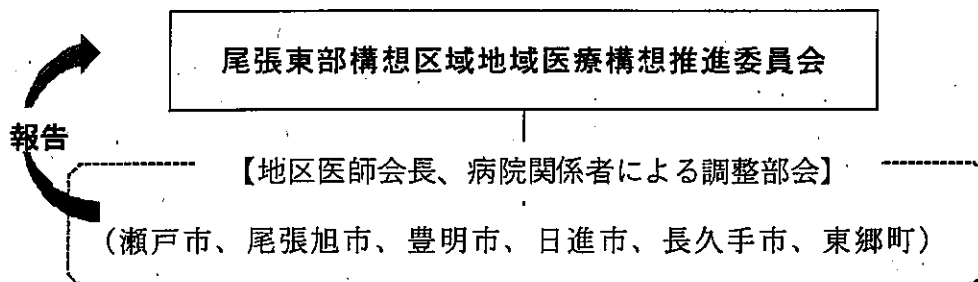 尾張東部構想区域地域医療構想推進委員会
報告
【地区医師会長、病院関係者による調整部会】
(瀬戸市、尾張旭市、豊明市、日進市、長久手市、東郷町)